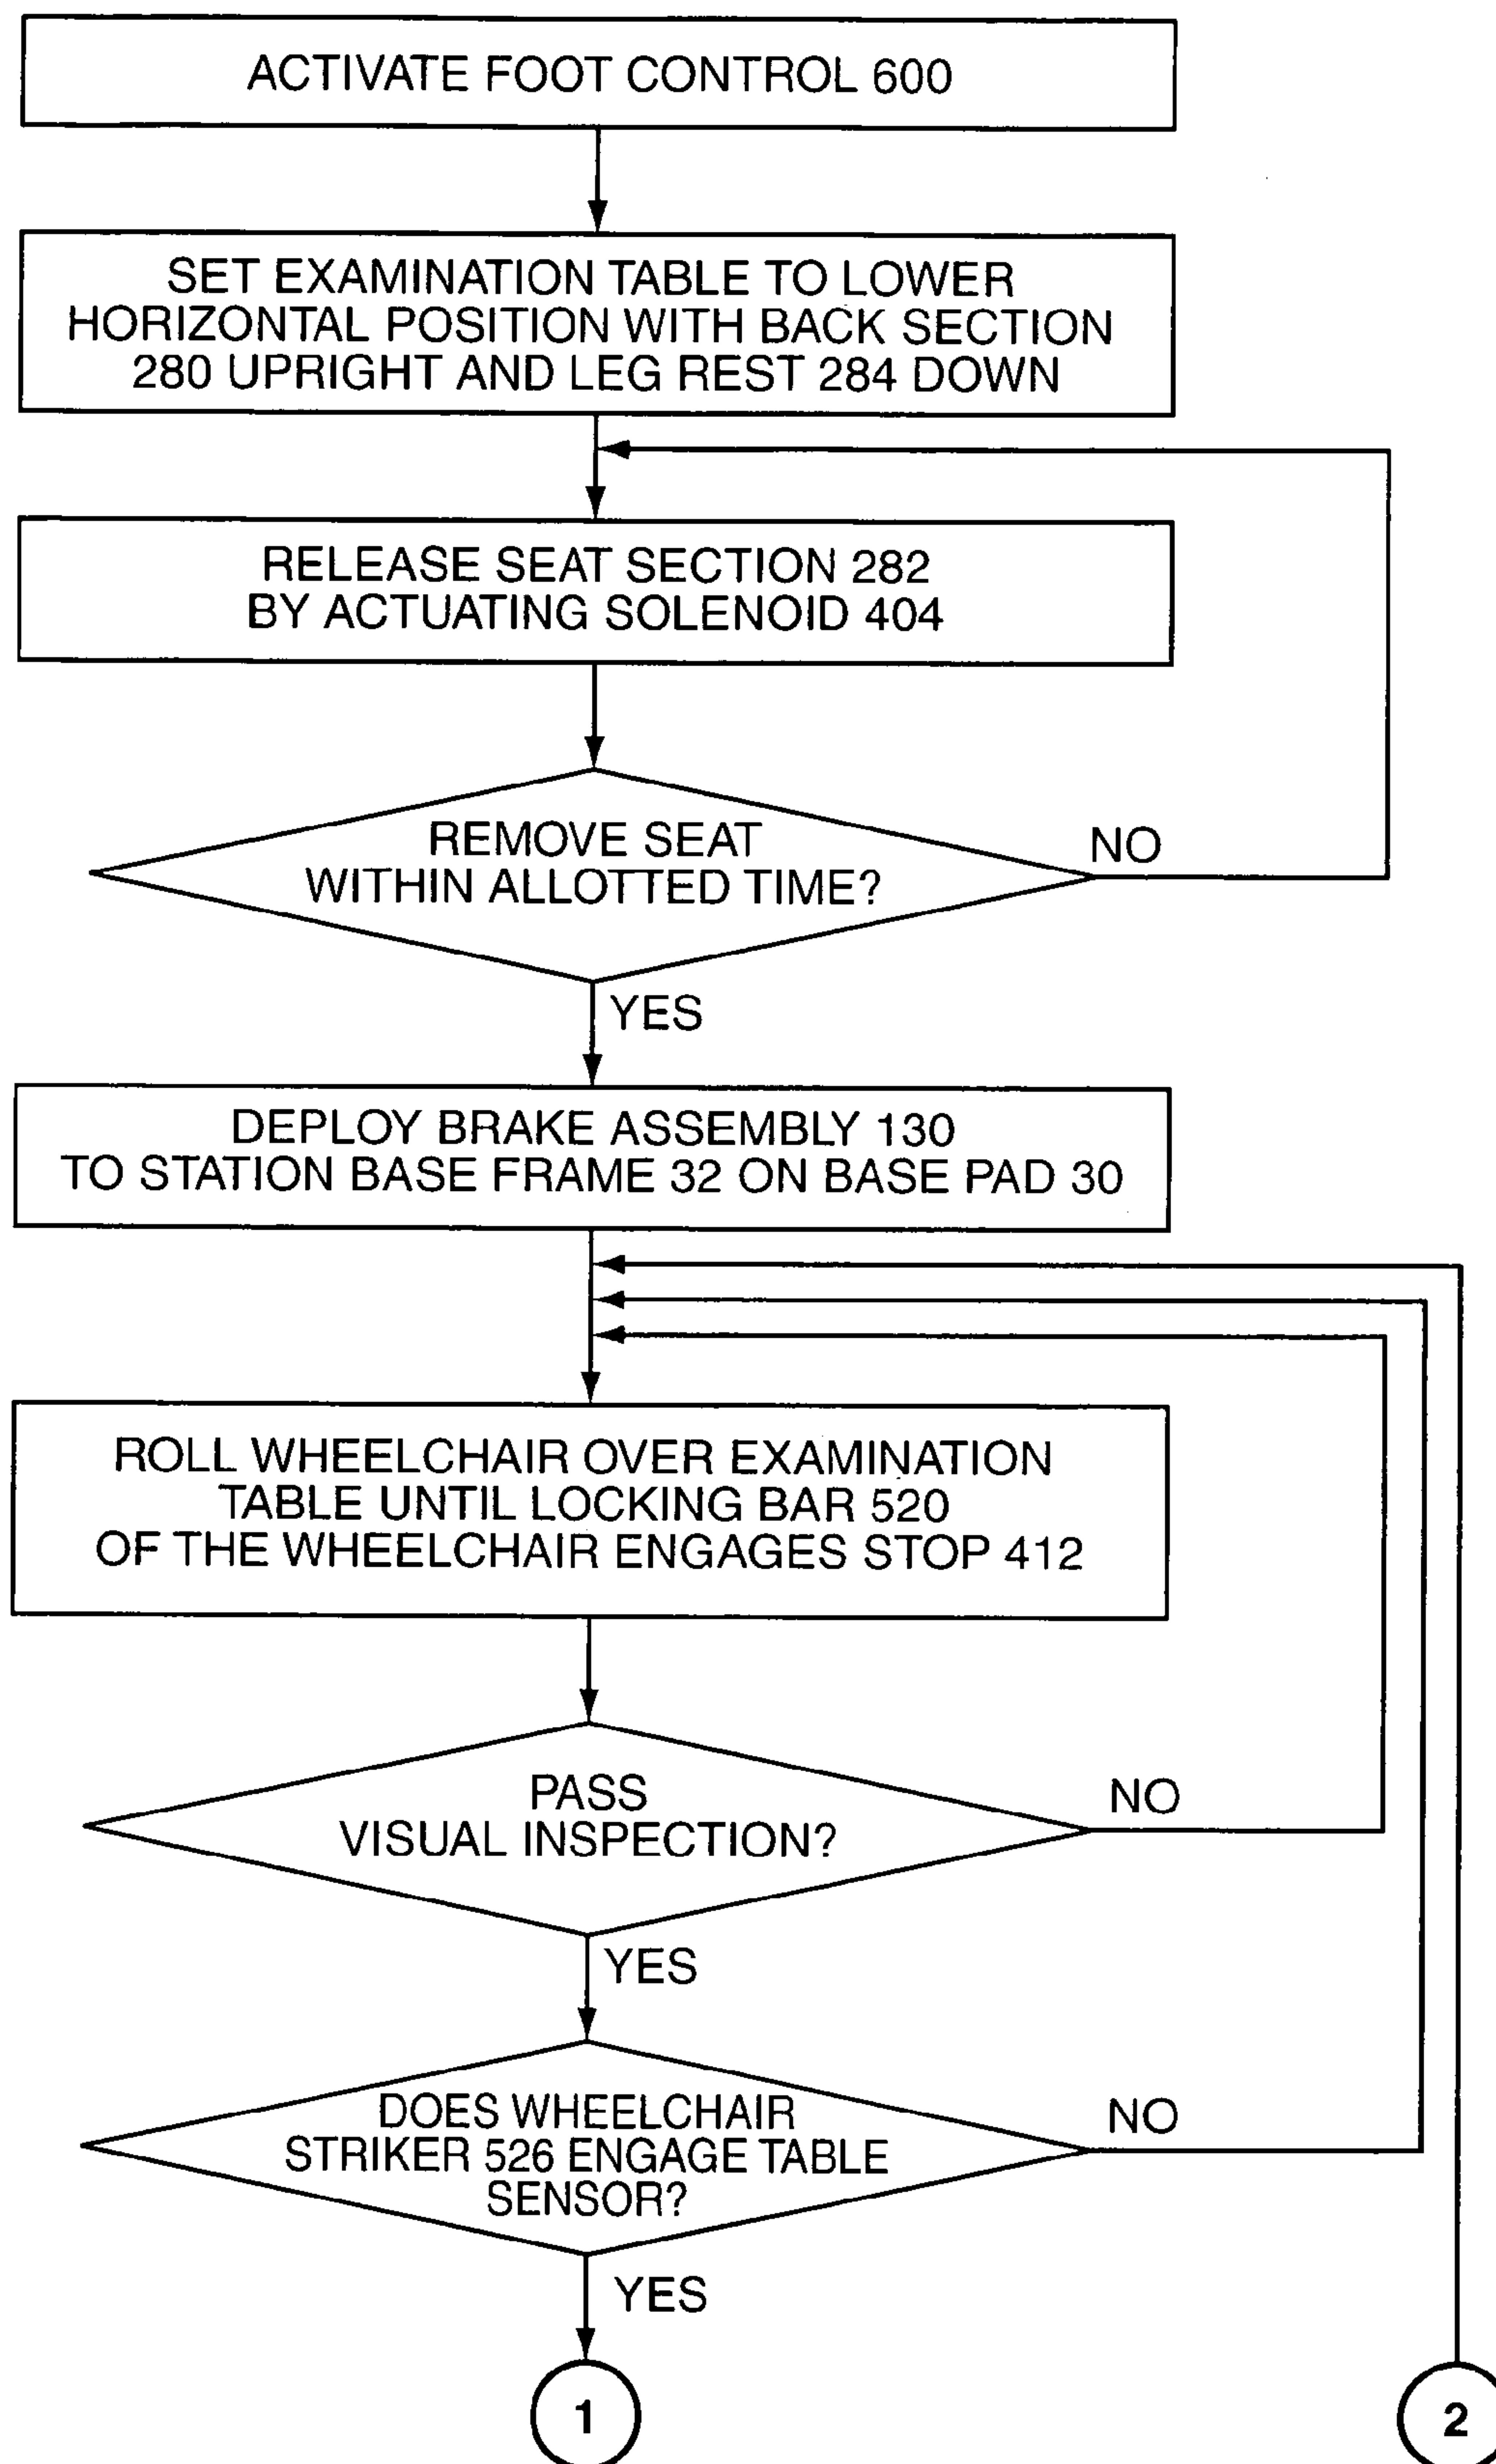 ACTIVATE FOOT CONTROL 600
SET EXAMINATION TABLE TO LOWER
HORIZONTAL POSITION WITH BACK SECTION
280 UPRIGHT AND LEG REST 284 DOWN
RELEASE SEAT SECTION 282
BY ACTUATING SOLENOID 404
REMOVE SEAT
WITHIN ALLOTTED TIME?
NO
YES
DEPLOY BRAKE ASSEMBLY 130
TO STATION BASE FRAME 32 ON BASE PAD 30
ROLL WHEELCHAIR OVER EXAMINATION
TABLE UNTIL LOCKING BAR 520
OF THE WHEELCHAIR ENGAGES STOP 412
PASS
VISUAL INSPECTION?
NO
YES
DOES WHEELCHAIR
STRIKER 526 ENGAGE TABLE
SENSOR?
NO
YES
1
2